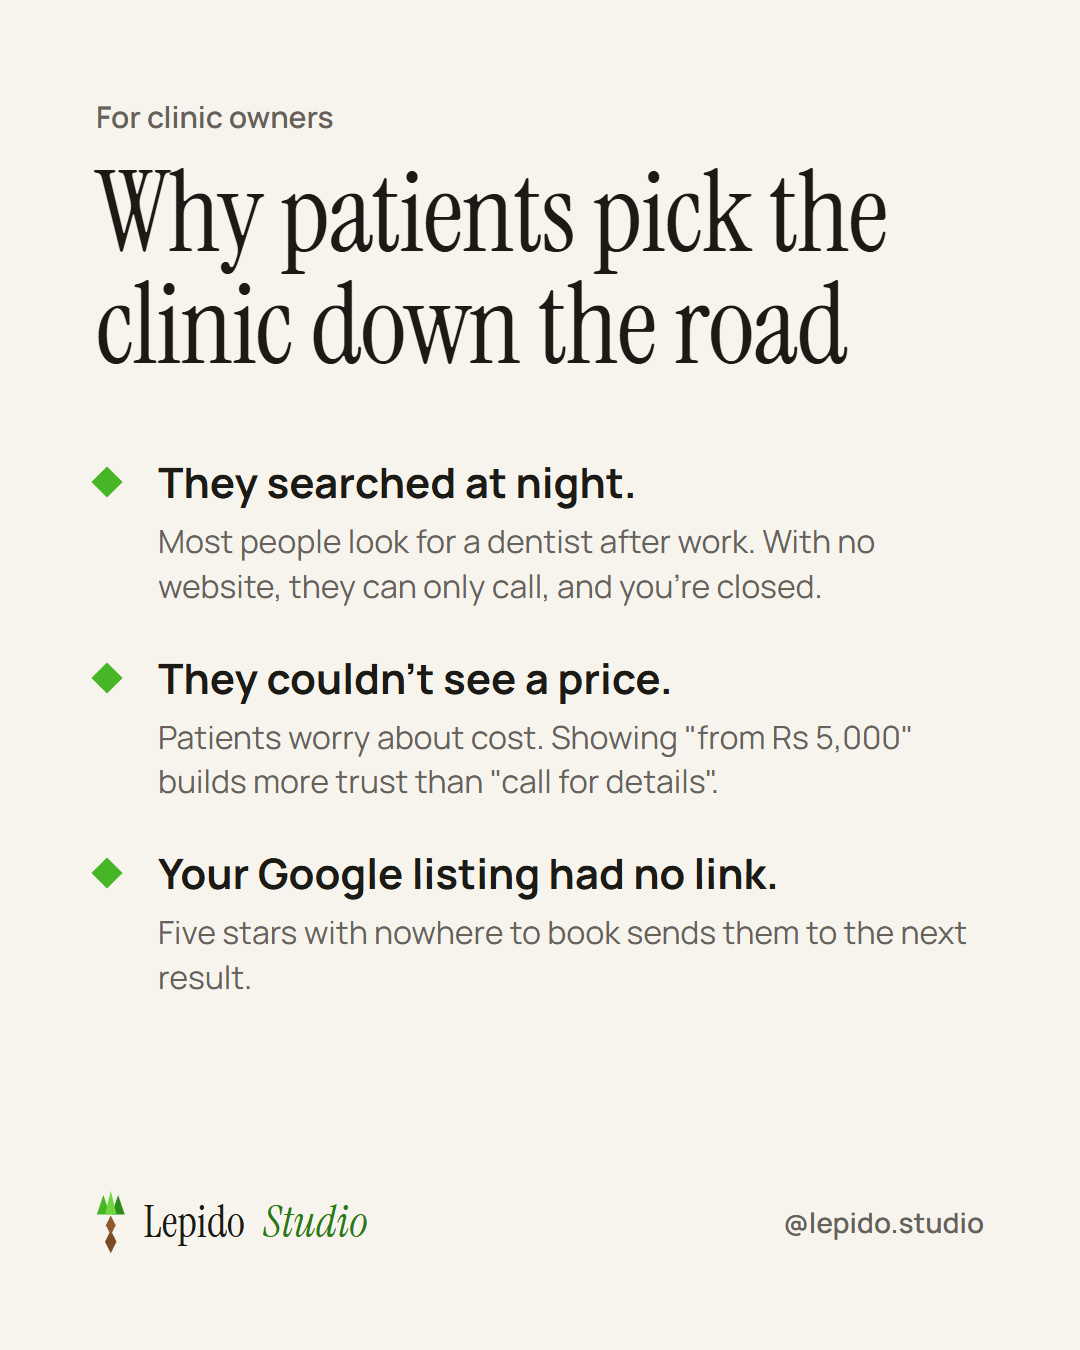 For clinic owners
Why patients pick the
clinic down the road
They searched at night.
Most people look for a dentist after work. With no
website, they can only call, and you’re closed.
They couldn’t see a price.
Patients worry about cost. Showing "from Rs 5,000"
builds more trust than "call for details".
Your Google listing had no link.
Five stars with nowhere to book sends them to the next
result.
Lepido Studio
@lepido.studio